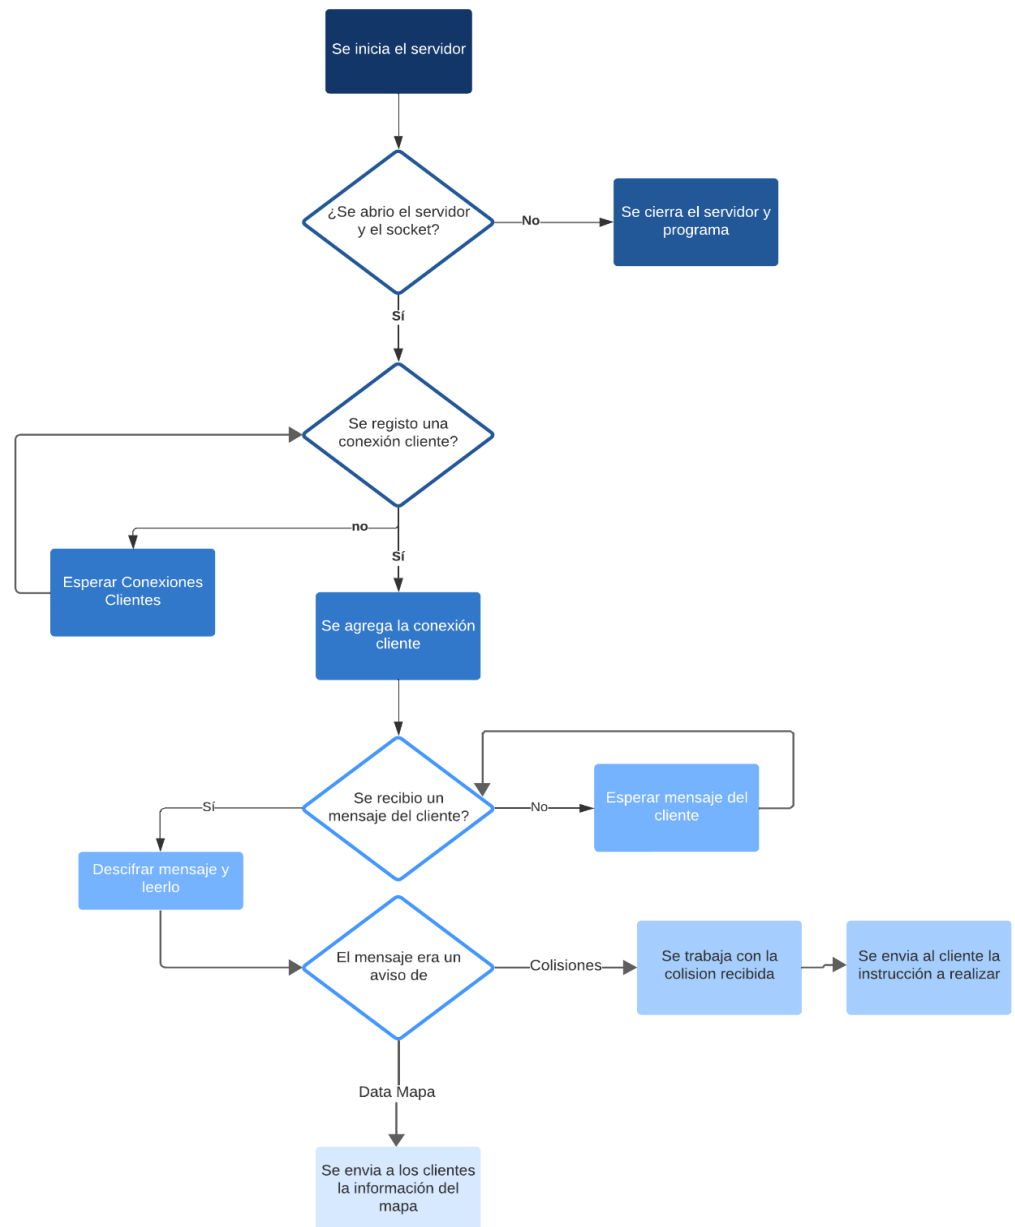 Se inicia el servidor
¿Se abrio el servidor
y el socket?
No
Se cierra el servidor y
programa
Sí
Se registo una
conexión cliente?
no
Sí
Esperar Conexiones
Clientes
Se agrega la conexión
cliente
Se recibio un
mensaje del cliente?
Sí
No
Esperar mensaje del
cliente
Descifrar mensaje y
leerlo
El mensaje era un
aviso de
Colisiones
Se trabaja con la
colision recibida
Se envia al cliente la
instrucción a realizar
Data Mapa
Se envia a los clientes
la información del
mapa